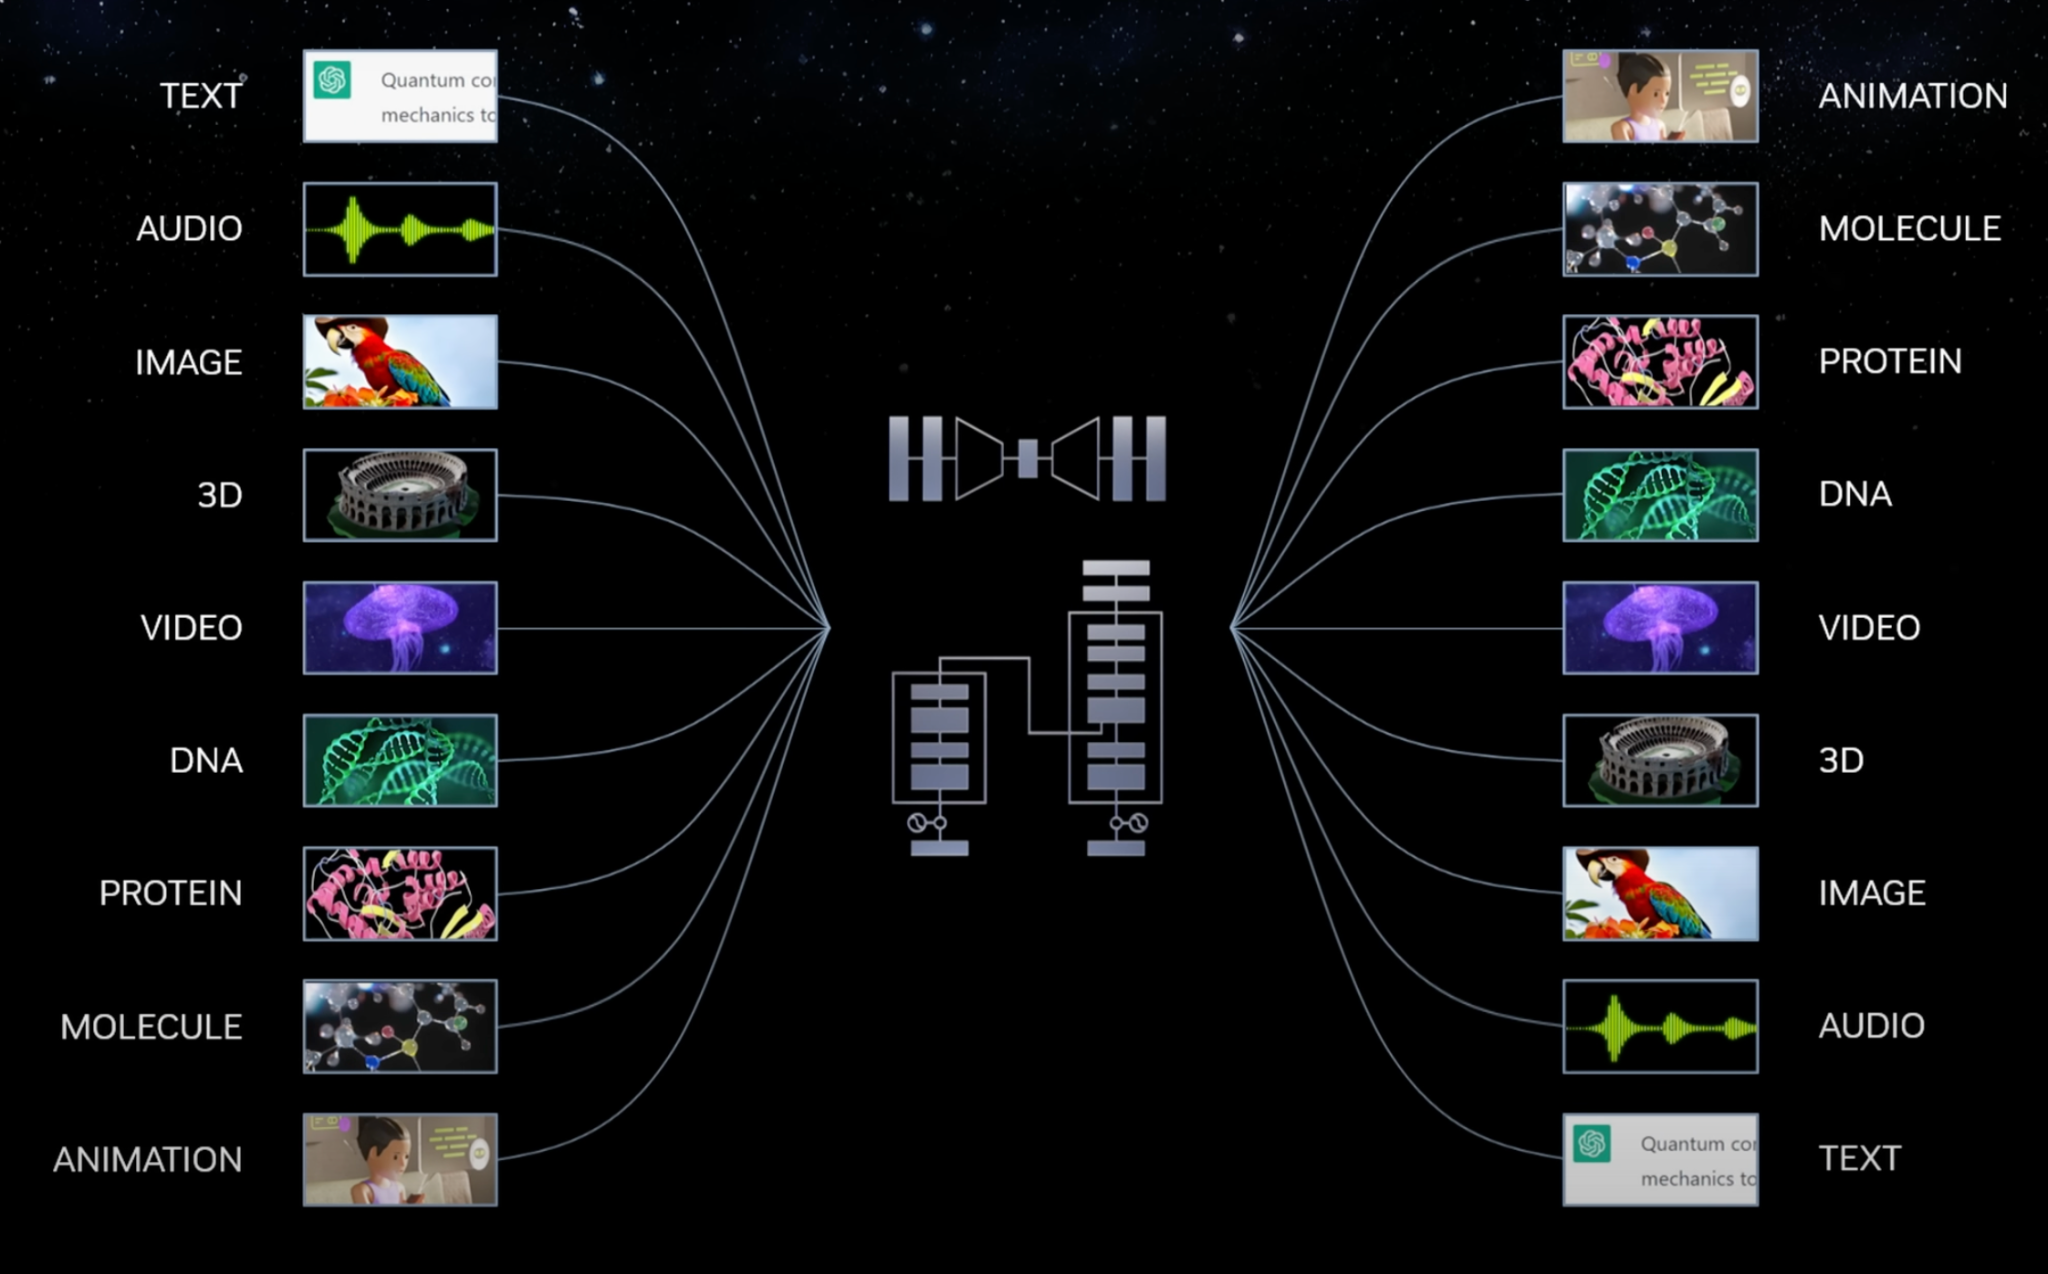 TEXT
Quantum co
mechanics to
AUDIO
IMAGE
3D
VIDEO
DNA
PROTEIN
MOLECULE
ANIMATION
ANIMATION
MOLECULE
PROTEIN
DNA
VIDEO
3D
IMAGE
AUDIO
Quantum co
mechanics to
TEXT